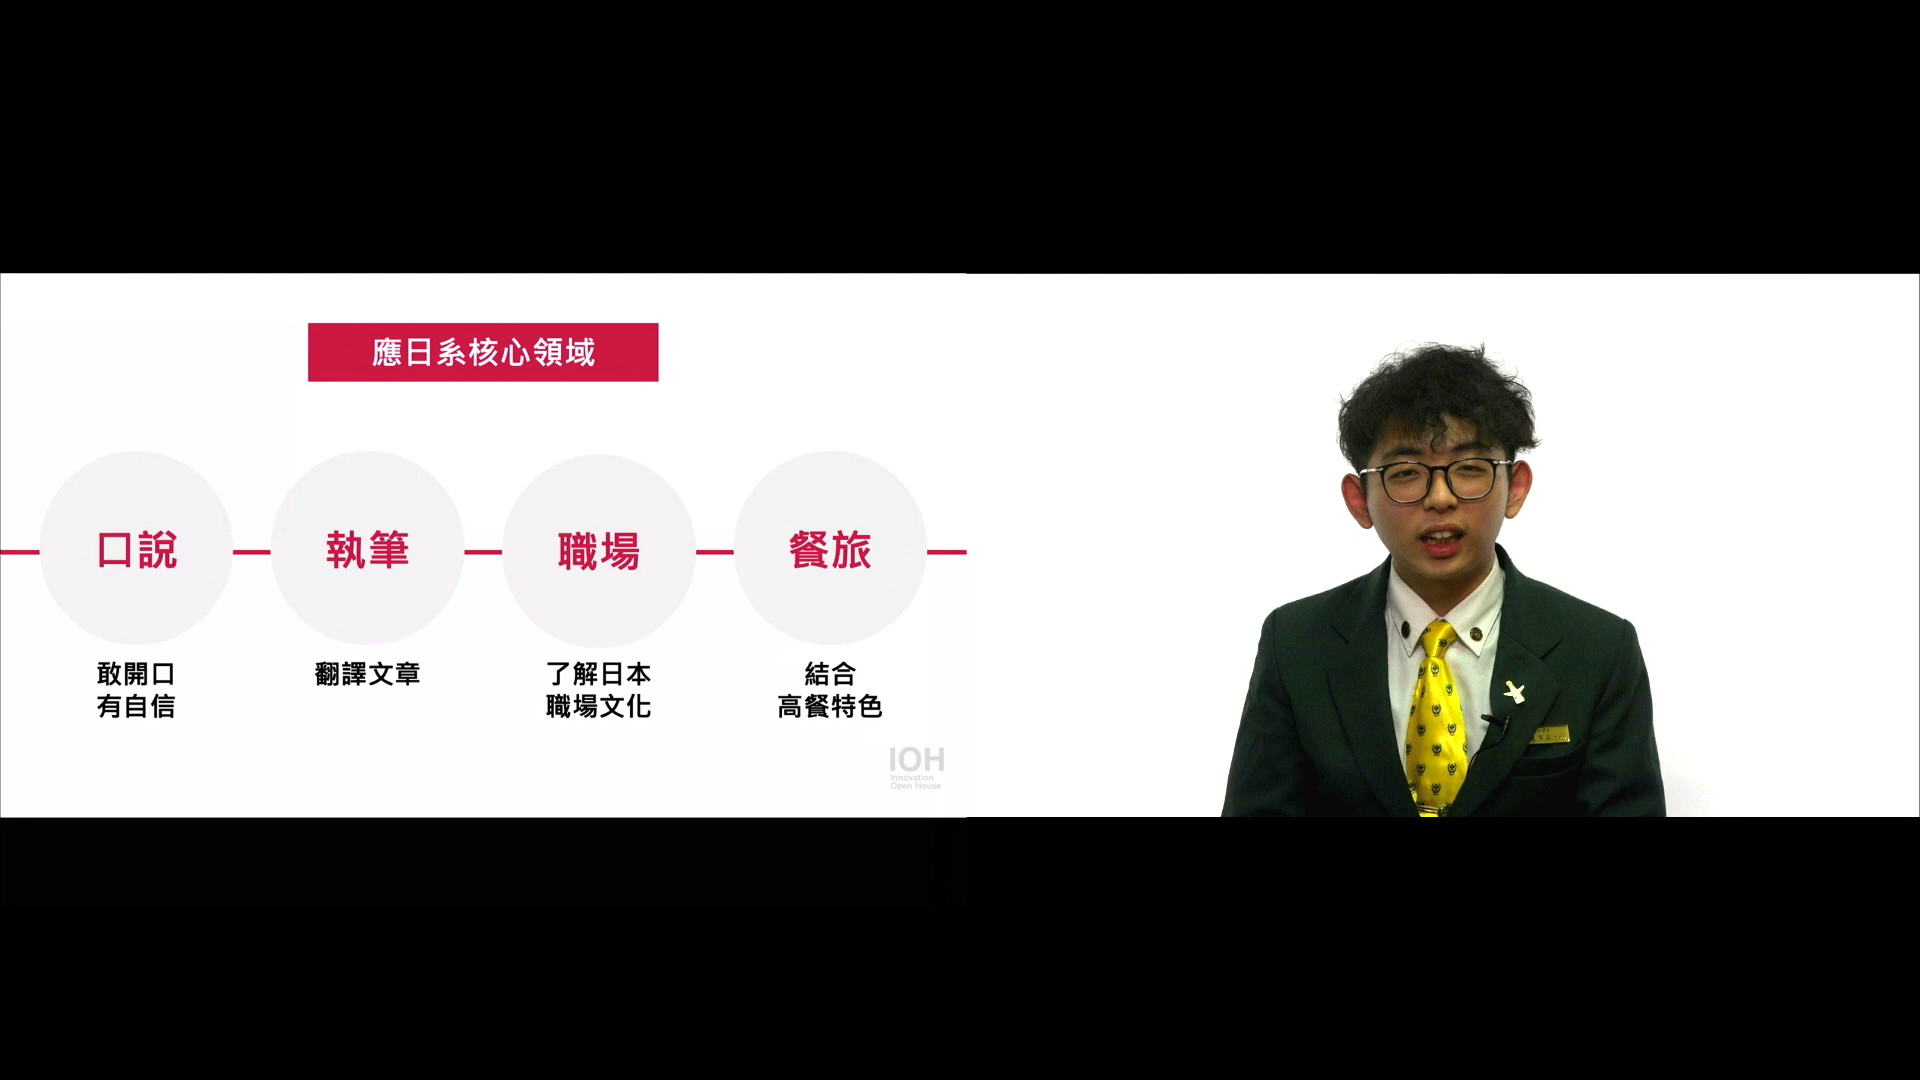 應日系核心領域
口說
執筆
職場
餐旅
敢開口
有自信
翻譯文章
了解日本
職場文化
結合
高餐特色
IOH
Innovation
Open House